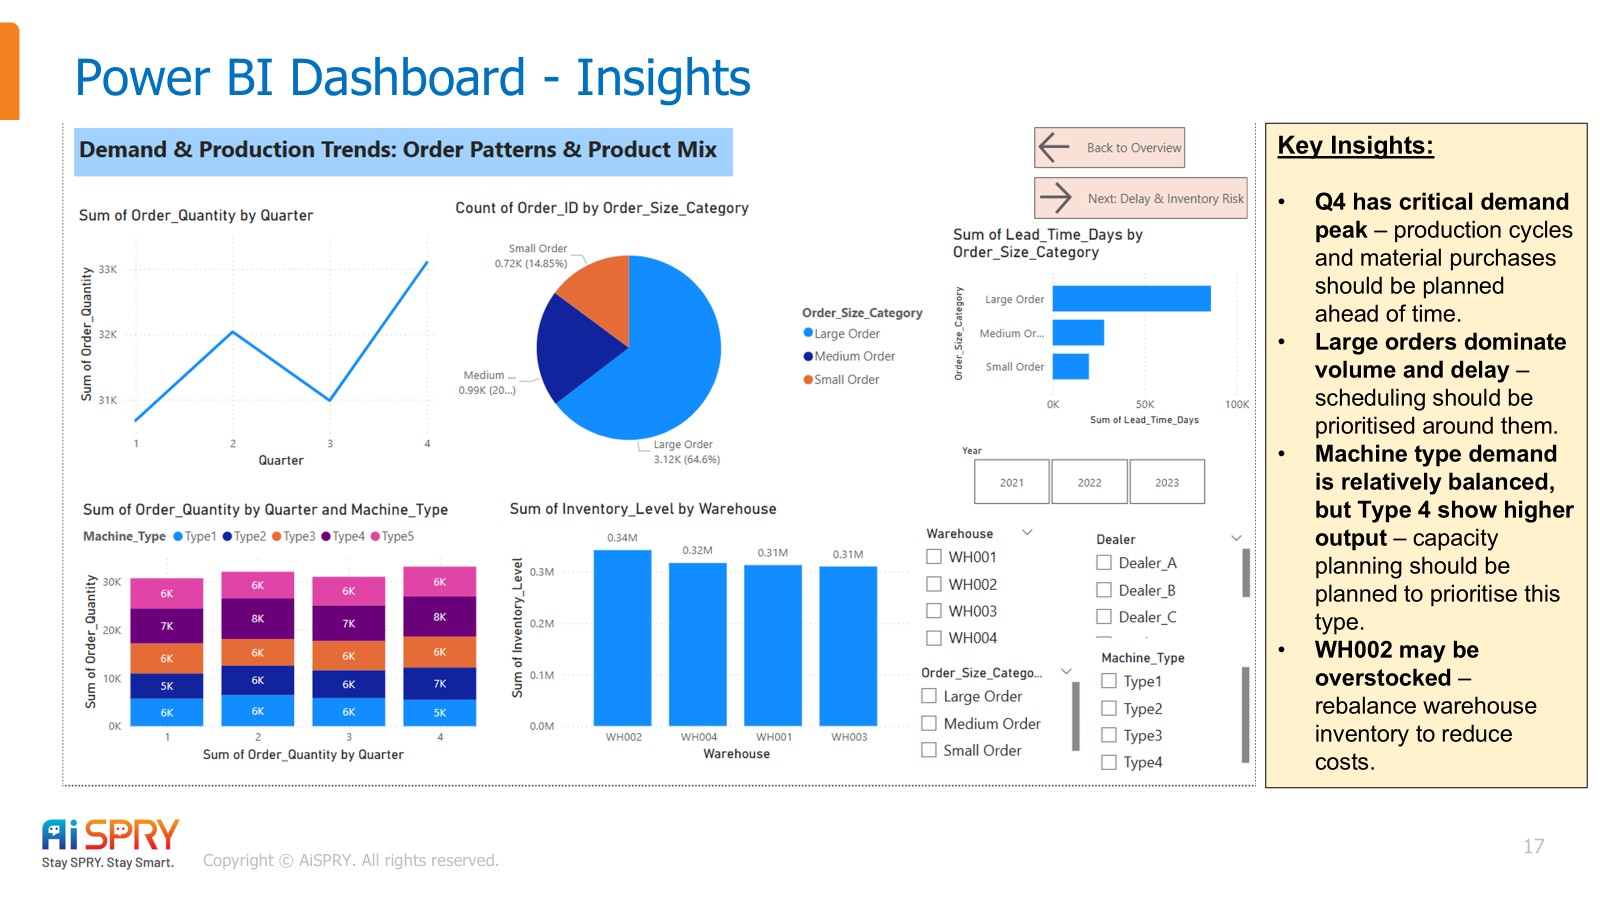 Power BI Dashboard - Insights
Demand & Production Trends: Order Patterns & Product Mix
Back to Overview
Next: Delay & Inventory Risk
Sum of Order_Quantity by Quarter
Sum of Order_Quantity
33K
32K
31K
1 2 3 4
Quarter
Count of Order_ID by Order_Size_Category
Small Order
0.72K (14.85%)
Medium ...
0.99K (20...)
Large Order
3.12K (64.6%)
Order_Size_Category
Large Order
Medium Order
Small Order
Sum of Lead_Time_Days by
Order_Size_Category
Order_Size_Category
Large Order
Medium Or...
Small Order
0K 50K 100K
Sum of Lead_Time_Days
Year
2021 2022 2023
Sum of Order_Quantity by Quarter and Machine_Type
Machine_Type Type1 Type2 Type3 Type4 Type5
Sum of Order_Quantity
30K
20K
10K
0K
6K 6K 6K 6K
7K 8K 7K 8K
6K 6K 6K 6K
5K 6K 6K 7K
6K 6K 6K 5K
1 2 3 4
Sum of Order_Quantity by Quarter
Sum of Inventory_Level by Warehouse
Sum of Inventory_Level
0.3M
0.2M
0.1M
0.0M
0.34M 0.32M 0.31M 0.31M
WH002 WH004 WH001 WH003
Warehouse
Warehouse
WH001
WH002
WH003
WH004
Dealer
Dealer_A
Dealer_B
Dealer_C
Order_Size_Catego...
Large Order
Medium Order
Small Order
Machine_Type
Type1
Type2
Type3
Type4
Key Insights:
• Q4 has critical demand
peak – production cycles
and material purchases
should be planned
ahead of time.
• Large orders dominate
volume and delay –
scheduling should be
prioritised around them.
• Machine type demand
is relatively balanced,
but Type 4 show higher
output – capacity
planning should be
planned to prioritise this
type.
• WH002 may be
overstocked –
rebalance warehouse
inventory to reduce
costs.
AiSPRY
Stay SPRY. Stay Smart.
Copyright © AiSPRY. All rights reserved.
17